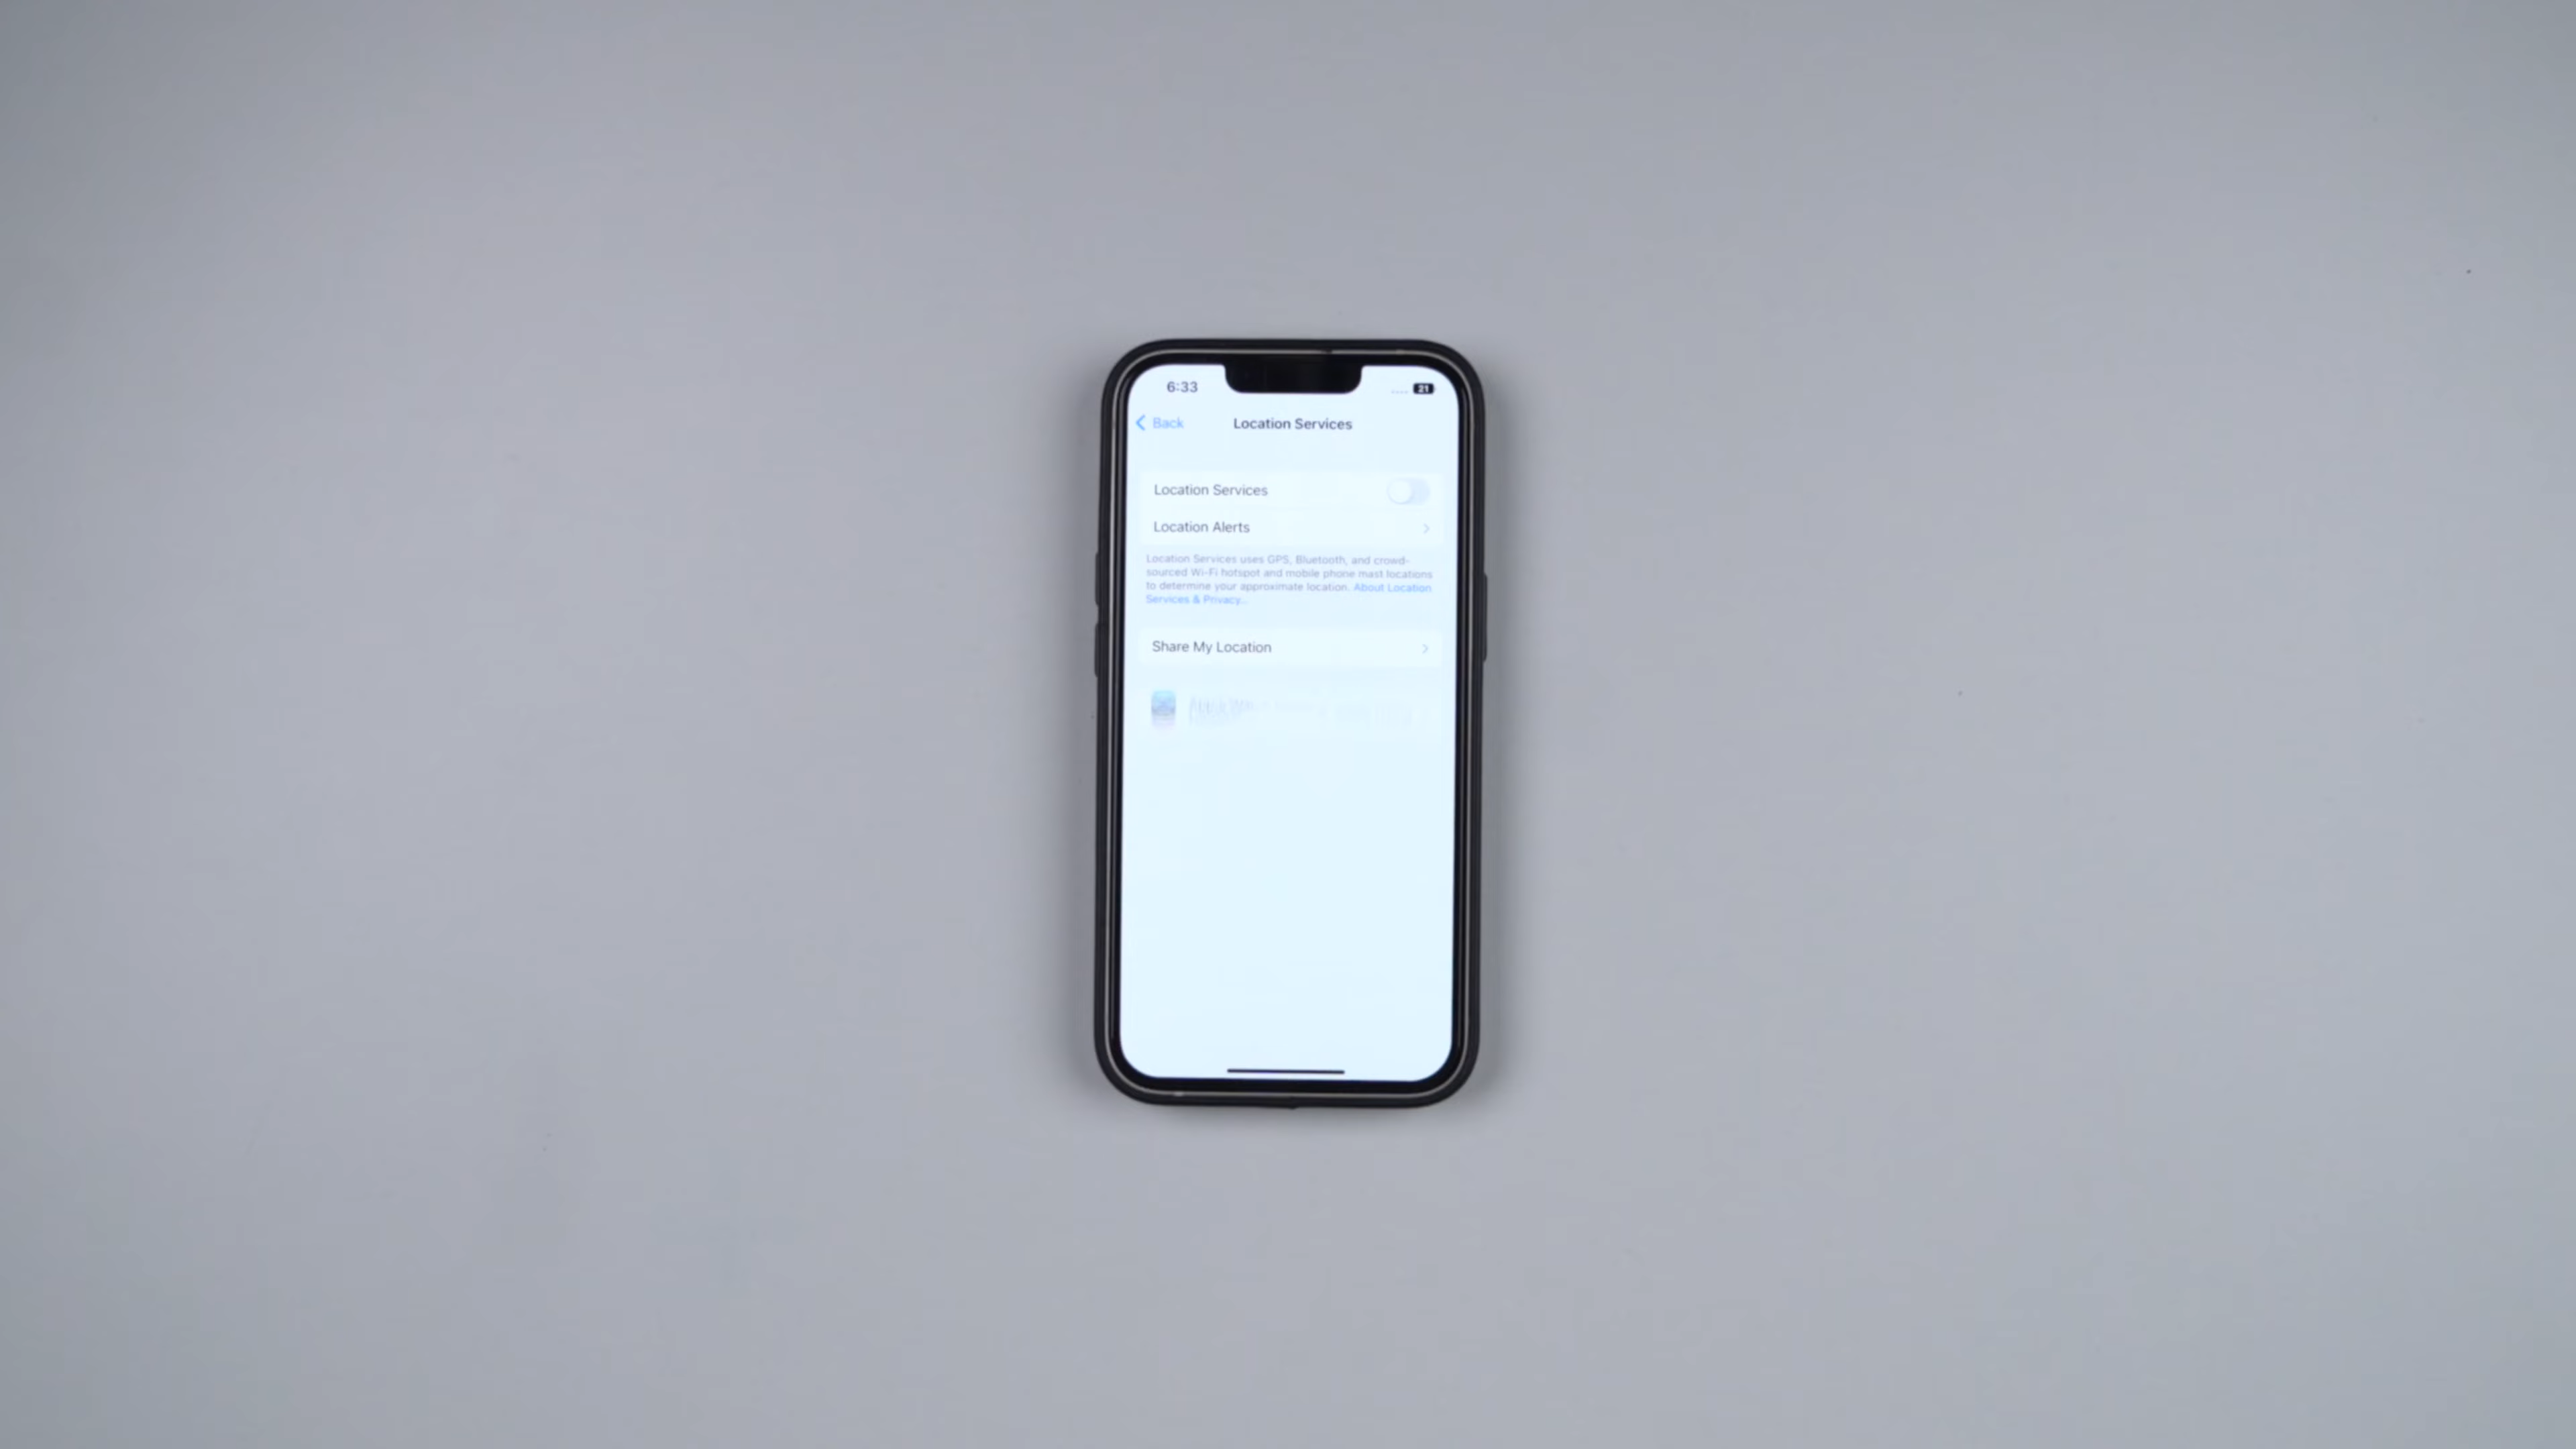 6:33
21
Back
Location Services
Location Services
Location Alerts
Location Services uses GPS, Bluetooth, and crowd-
sourced Wi-Fi hotspot and mobile phone mast locations
to determine your approximate location. About Location
Services & Privacy...
Share My Location